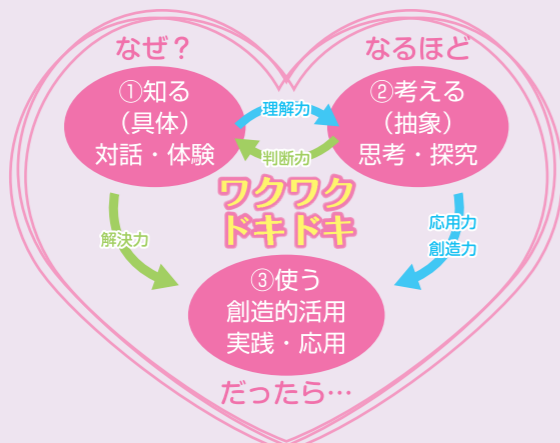 なぜ？
なるほど
①知る
（具体）
対話・体験
理解力
判断力
②考える
（抽象）
思考・探究
ワクワク
ドキドキ
解決力
応用力
創造力
③使う
創造的活用
実践・応用
だったら…